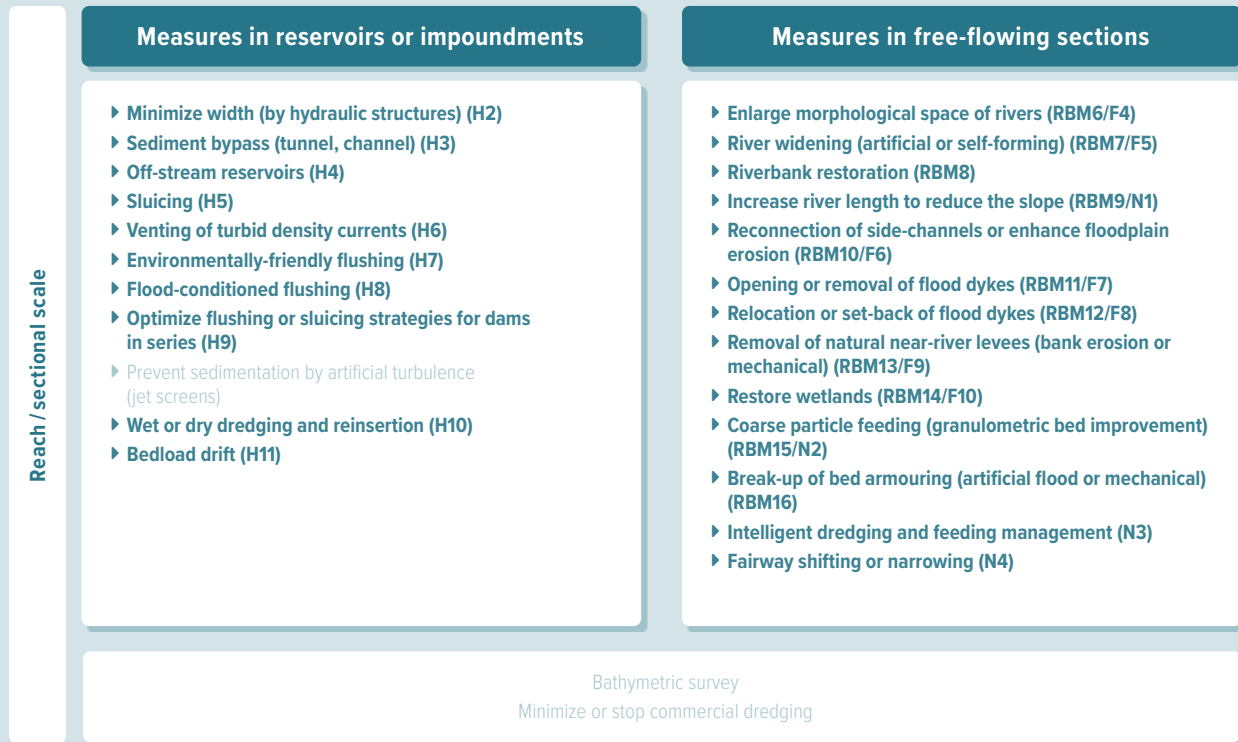 Reach / sectional scale
Measures in reservoirs or impoundments
Minimize width (by hydraulic structures) (H2)
Sediment bypass (tunnel, channel) (H3)
Off-stream reservoirs (H4)
Sluicing (H5)
Venting of turbid density currents (H6)
Environmentally-friendly flushing (H7)
Flood-conditioned flushing (H8)
Optimize flushing or sluicing strategies for dams
in series (H9)
Prevent sedimentation by artificial turbulence
(jet screens)
Wet or dry dredging and reinsertion (H10)
Bedload drift (H11)
Measures in free-flowing sections
Enlarge morphological space of rivers (RBM6/F4)
River widening (artificial or self-forming) (RBM7/F5)
Riverbank restoration (RBM8)
Increase river length to reduce the slope (RBM9/N1)
Reconnection of side-channels or enhance floodplain
erosion (RBM10/F6)
Opening or removal of flood dykes (RBM11/F7)
Relocation or set-back of flood dykes (RBM12/F8)
Removal of natural near-river levees (bank erosion or
mechanical) (RBM13/F9)
Restore wetlands (RBM14/F10)
Coarse particle feeding (granulometric bed improvement)
(RBM15/N2)
Break-up of bed armouring (artificial flood or mechanical)
(RBM16)
Intelligent dredging and feeding management (N3)
Fairway shifting or narrowing (N4)
Bathymetric survey
Minimize or stop commercial dredging